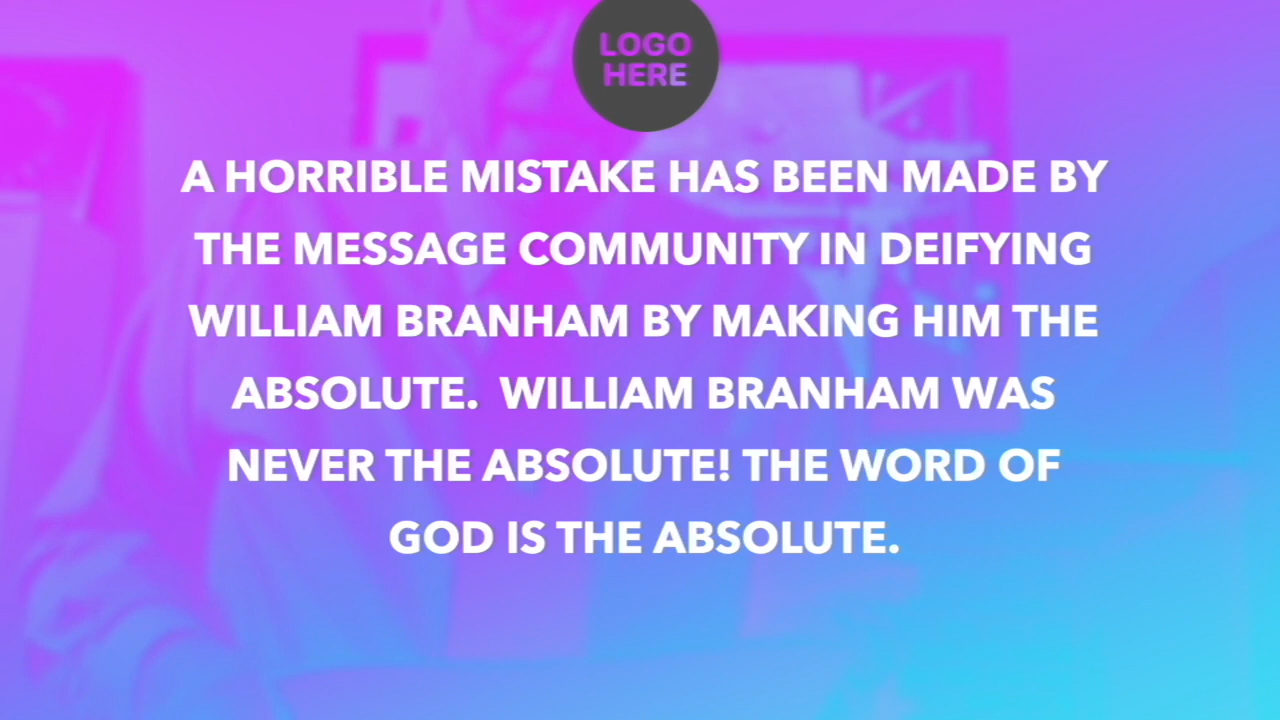 LOGO
HERE
A HORRIBLE MISTAKE HAS BEEN MADE BY
THE MESSAGE COMMUNITY IN DEIFYING
WILLIAM BRANHAM BY MAKING HIM THE
ABSOLUTE.  WILLIAM BRANHAM WAS
NEVER THE ABSOLUTE! THE WORD OF
GOD IS THE ABSOLUTE.